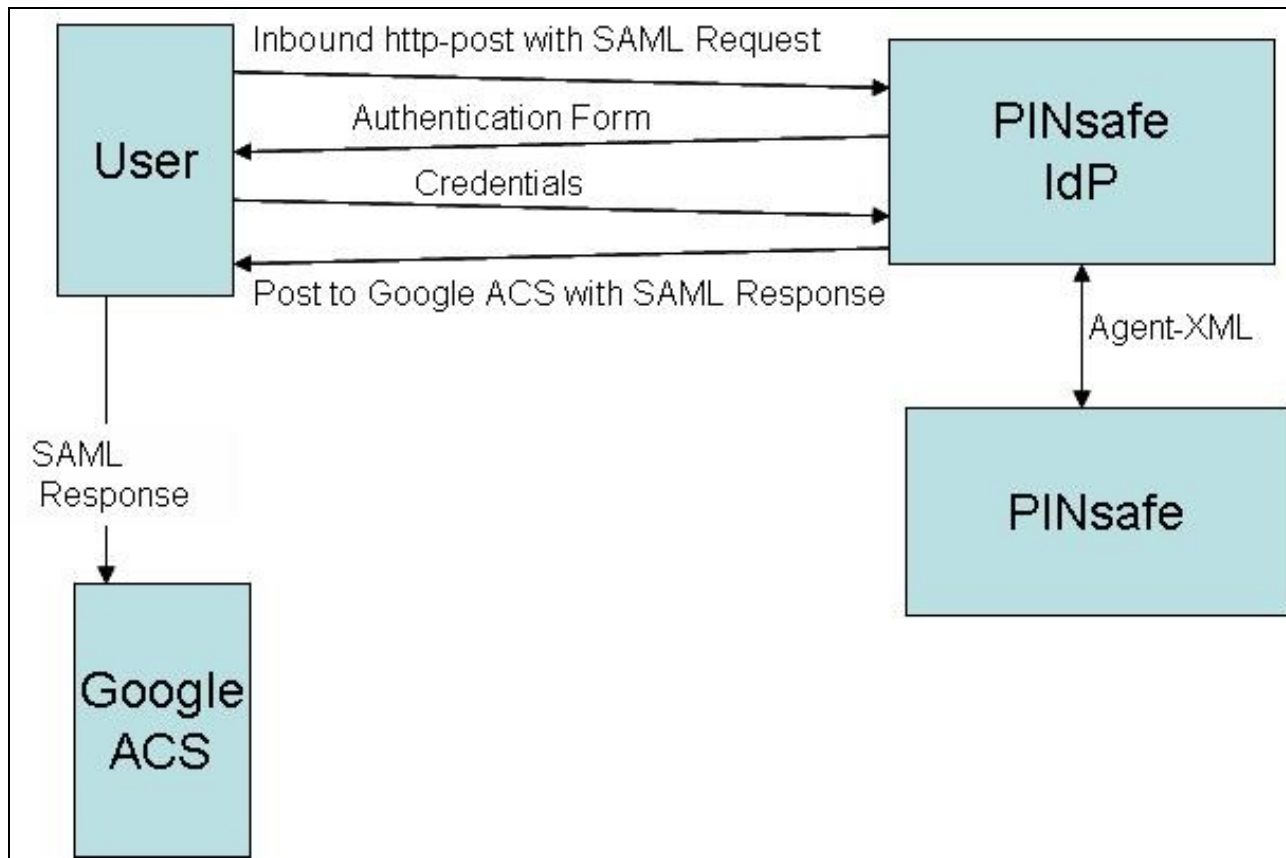 Inbound http-post with SAML Request
Authentication Form
User
PINsafe
IdP
Credentials
Post to Google ACS with SAML Response
Agent-XML
SAML
Response
PINsafe
Google
ACS